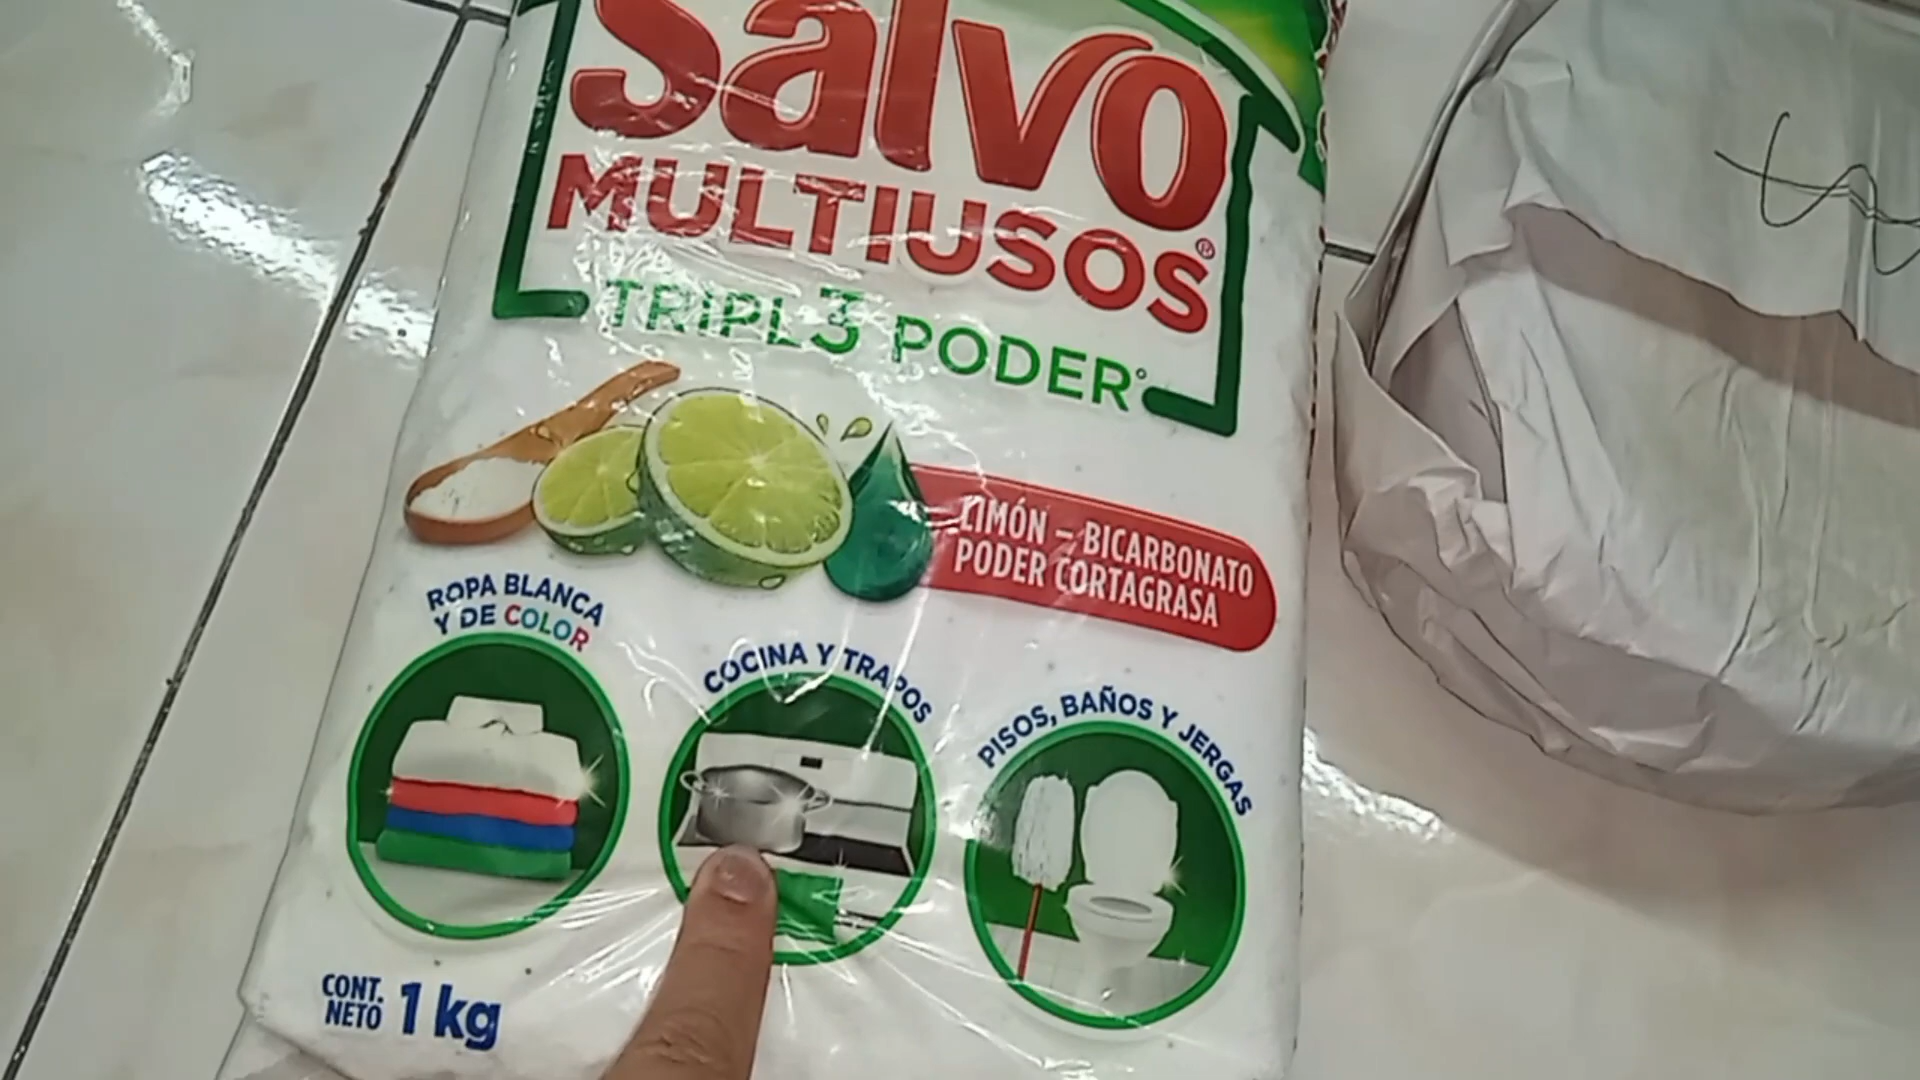 Salvo
MULTIUSOS®
TRIPL3 PODER
LIMÓN – BICARBONATO
PODER CORTAGRASA
ROPA BLANCA
Y DE COLOR
COCINA Y TRAPOS
PISOS, BAÑOS Y JERGAS
CONT.
NETO 1 kg